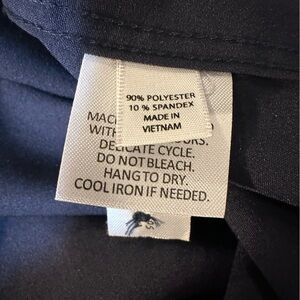 90% POLYESTER
10 % SPANDEX
MADE IN
VIETNAM
DELICATE CYCLE.
DO NOT BLEACH.
HANG TO DRY.
COOL IRON IF NEEDED.